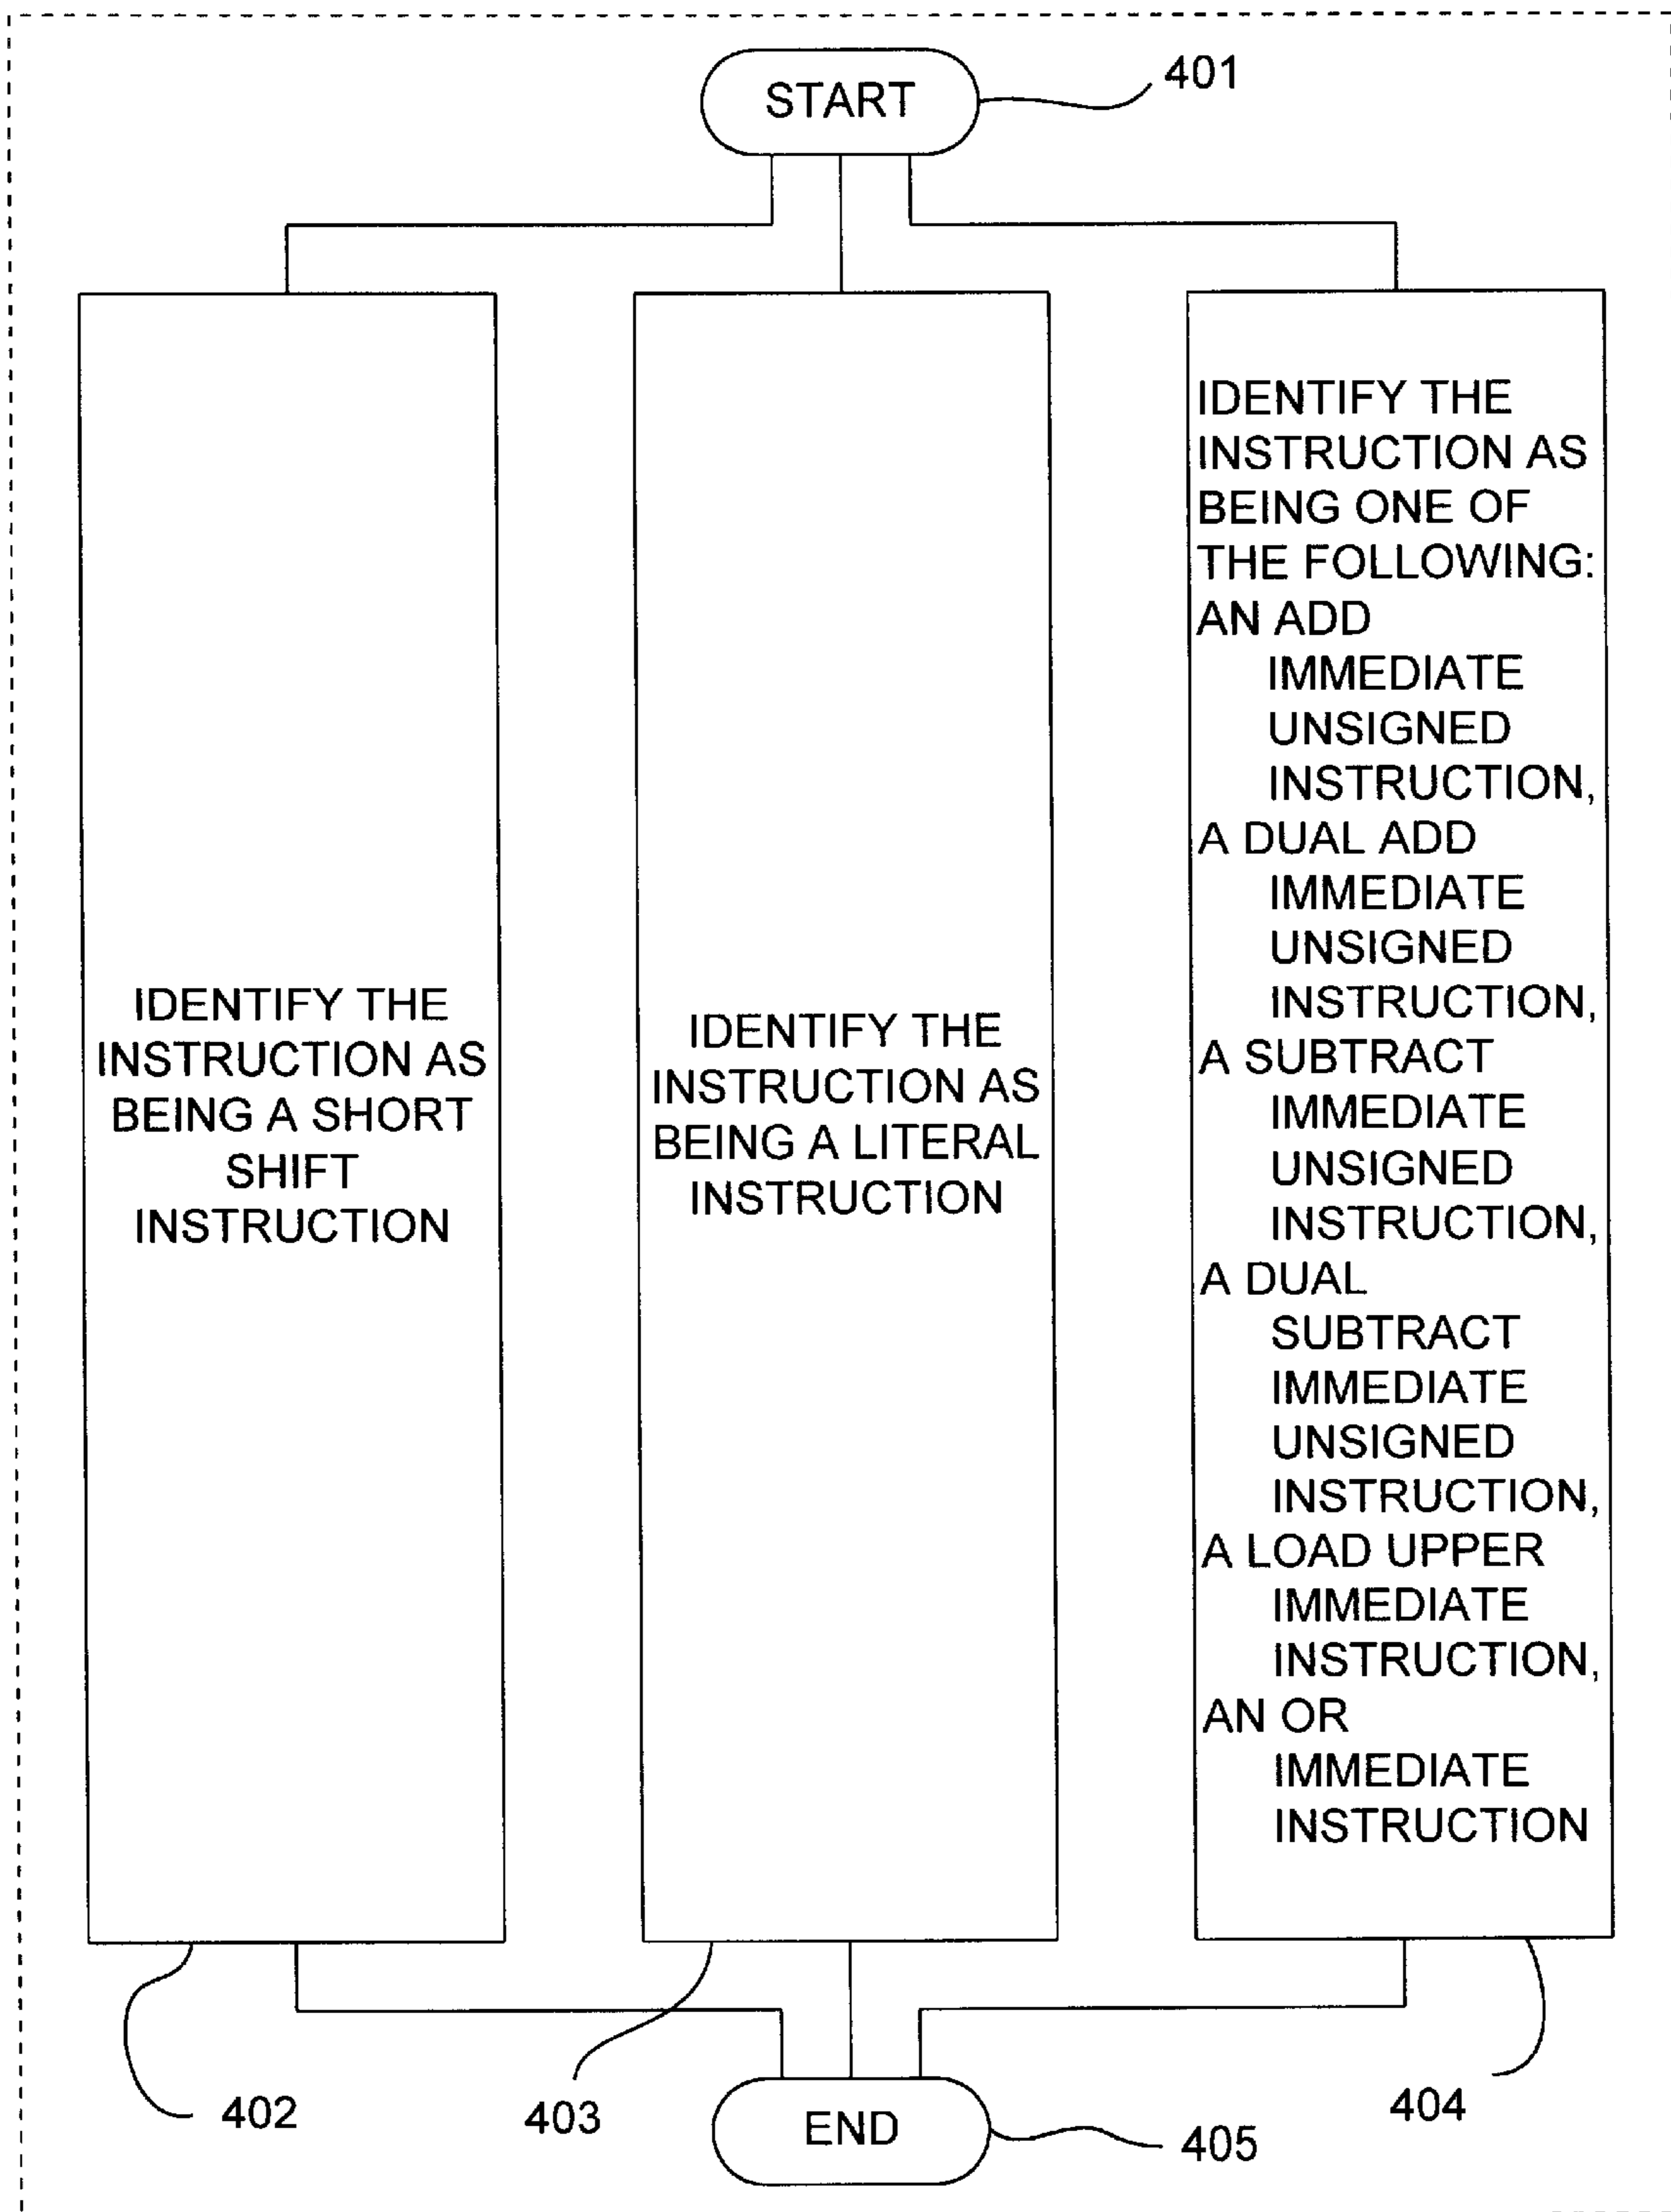 START
401
IDENTIFY THE
INSTRUCTION AS
BEING A SHORT
SHIFT
INSTRUCTION
IDENTIFY THE
INSTRUCTION AS
BEING A LITERAL
INSTRUCTION
IDENTIFY THE
INSTRUCTION AS
BEING ONE OF
THE FOLLOWING:
AN ADD
IMMEDIATE
UNSIGNED
INSTRUCTION,
A DUAL ADD
IMMEDIATE
UNSIGNED
INSTRUCTION,
A SUBTRACT
IMMEDIATE
UNSIGNED
INSTRUCTION,
A DUAL
SUBTRACT
IMMEDIATE
UNSIGNED
INSTRUCTION,
A LOAD UPPER
IMMEDIATE
INSTRUCTION,
AN OR
IMMEDIATE
INSTRUCTION
402
403
404
END
405